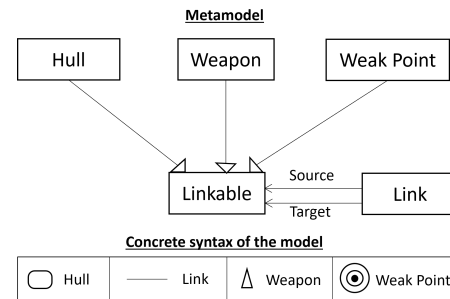 Metamodel
Hull Weapon Weak Point
Source
Linkable Link
Target
Concrete syntax of the model
Hull Link Weapon Weak Point